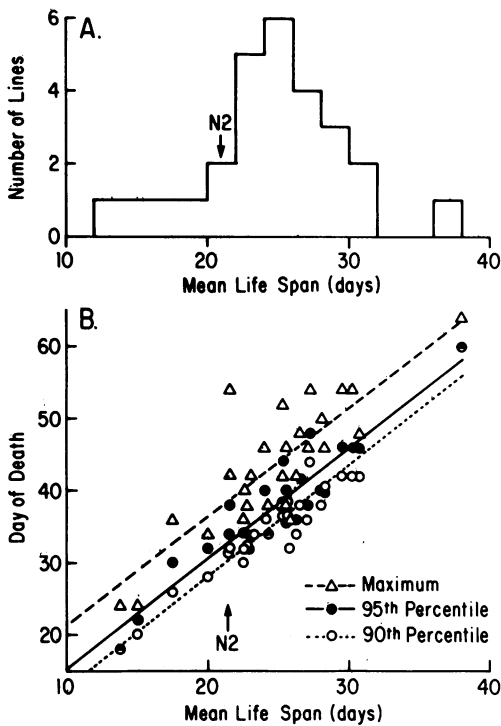 A.
6
4
2
0
Number of Lines
N2
10 20 30 40
Mean Life Span (days)
B.
60
50
40
30
20
Day of Death
N2
Maximum
95th Percentile
90th Percentile
10 20 30 40
Mean Life Span (days)